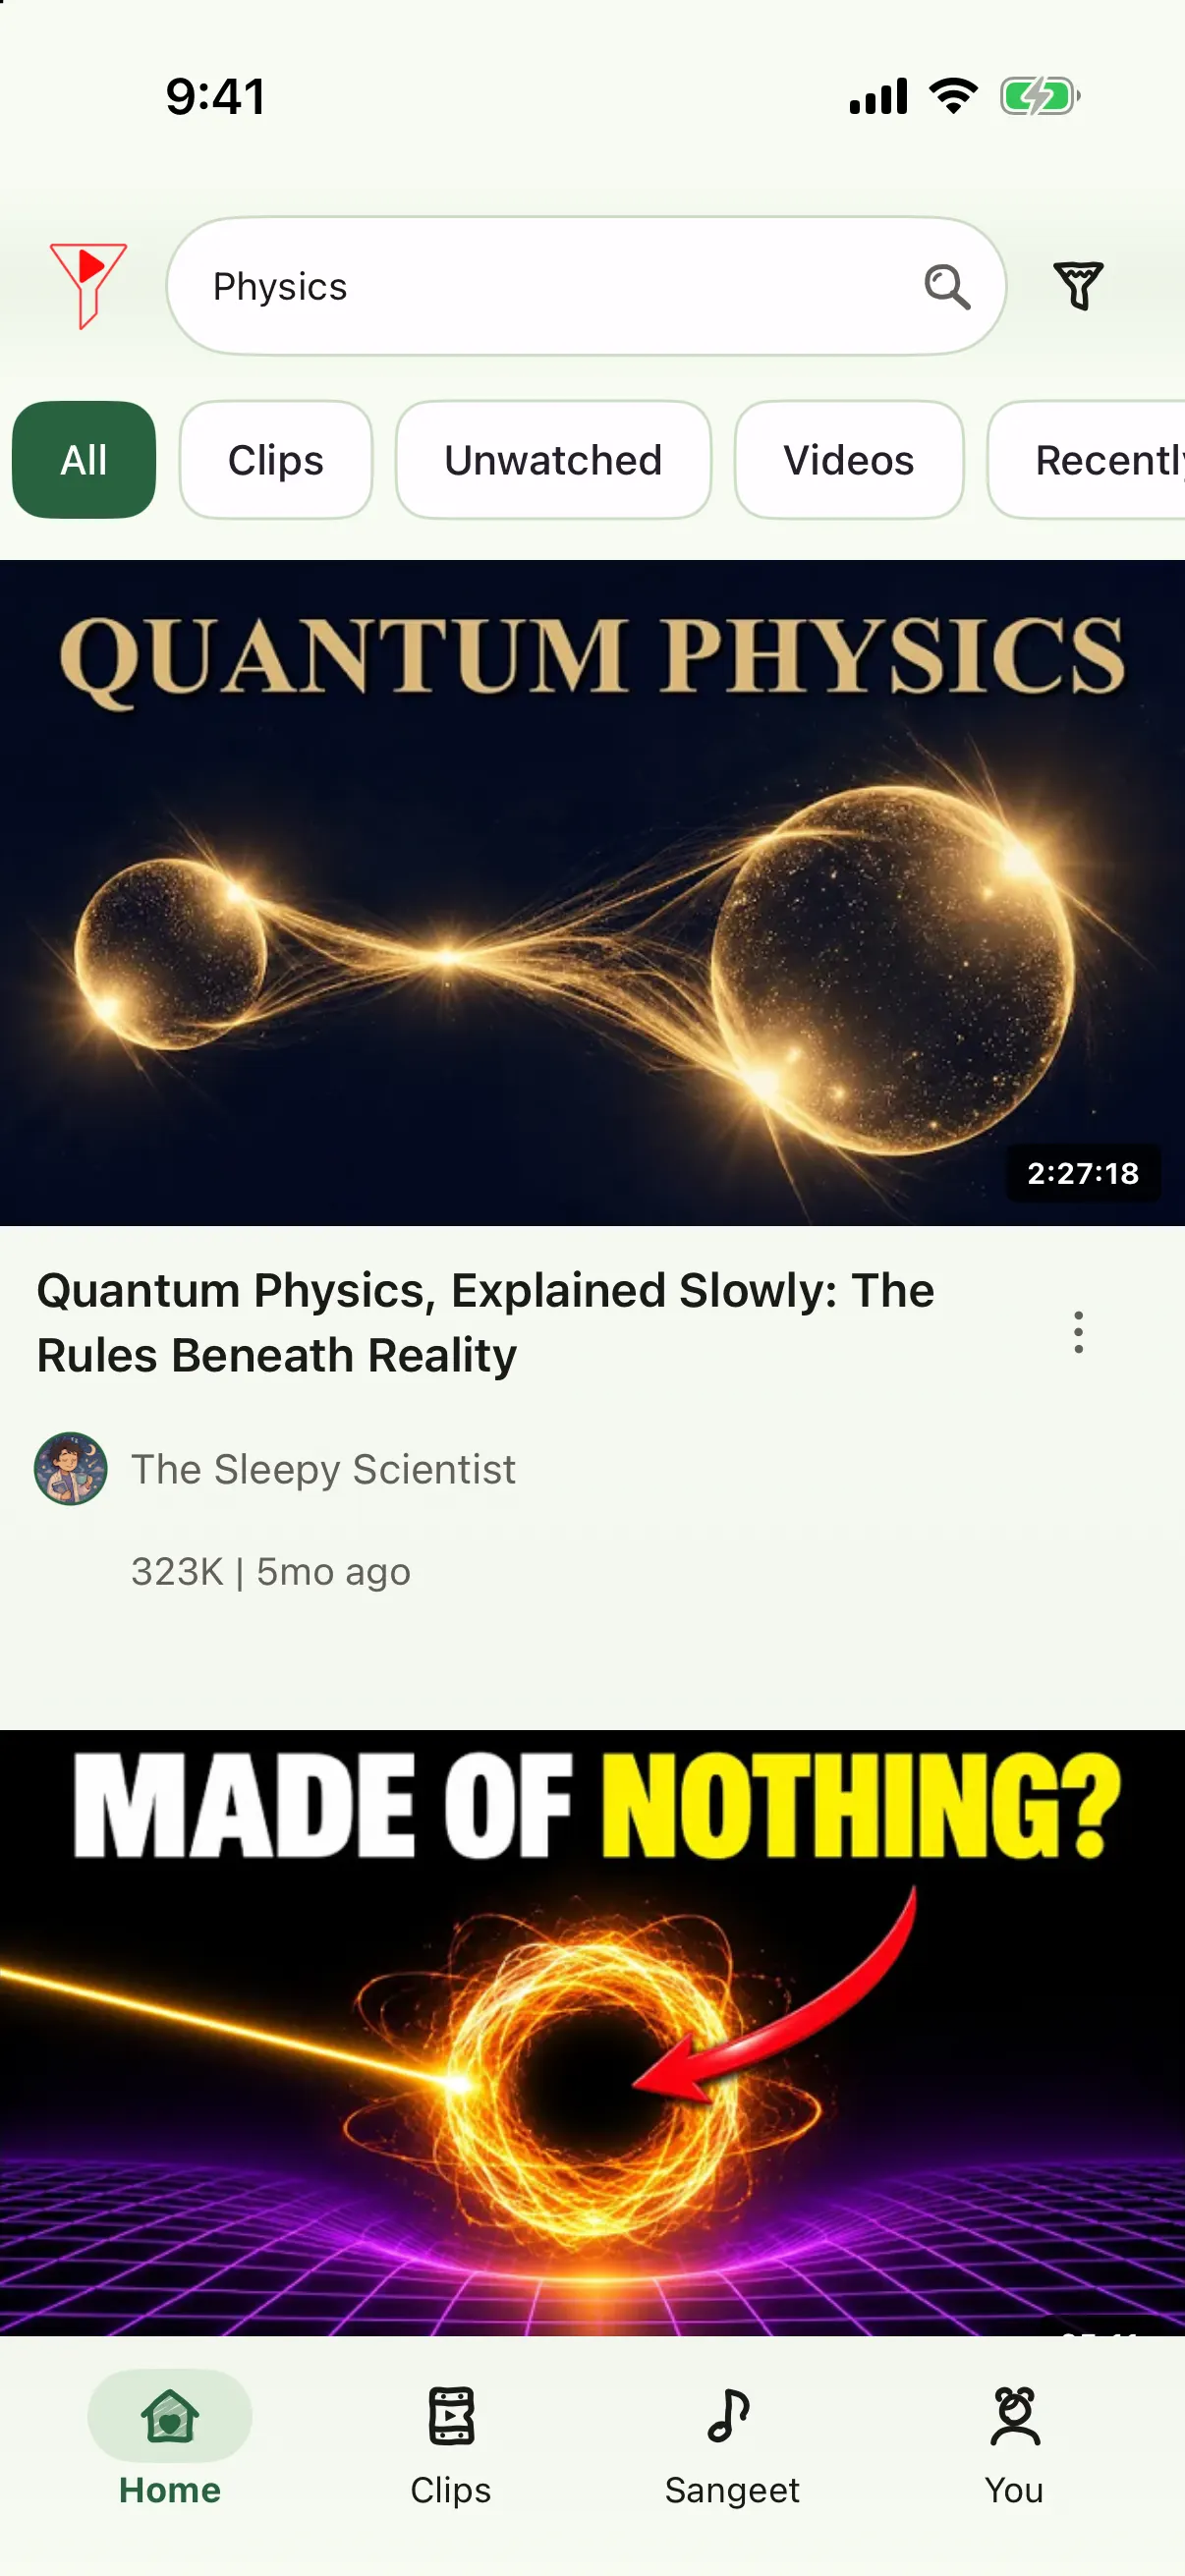 9:41
Physics
All
Clips
Unwatched
Videos
Recently
QUANTUM PHYSICS
2:27:18
Quantum Physics, Explained Slowly: The
Rules Beneath Reality
The Sleepy Scientist
323K | 5mo ago
MADE OF NOTHING?
Home
Clips
Sangeet
You